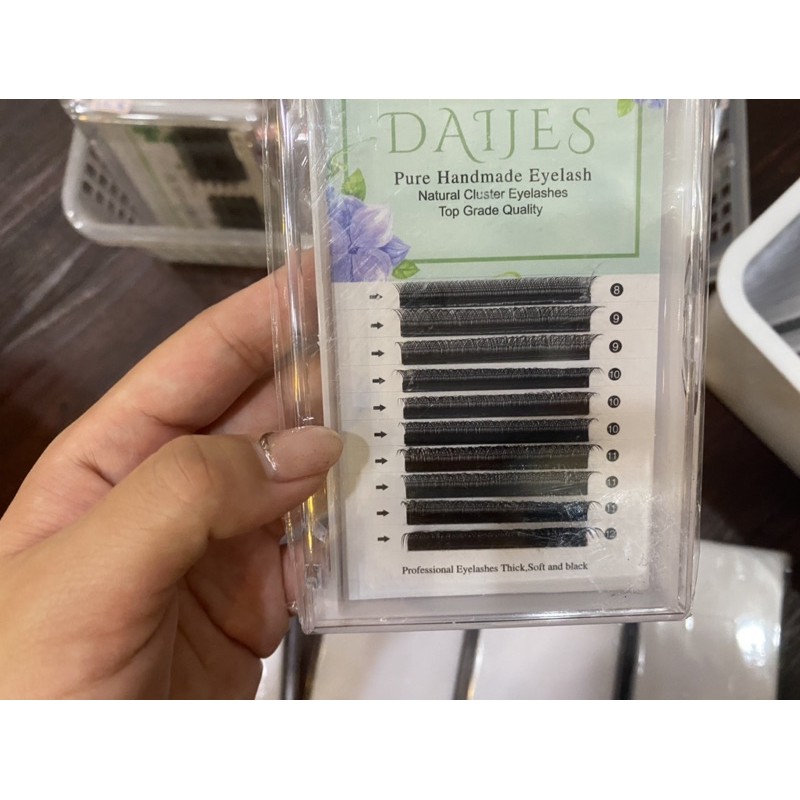 DAIJES
Pure Handmade Eyelash
Natural Cluster Eyelashes
Top Grade Quality
8
9
9
10
10
10
11
11
11
12
Professional Eyelashes Thick,Soft and black